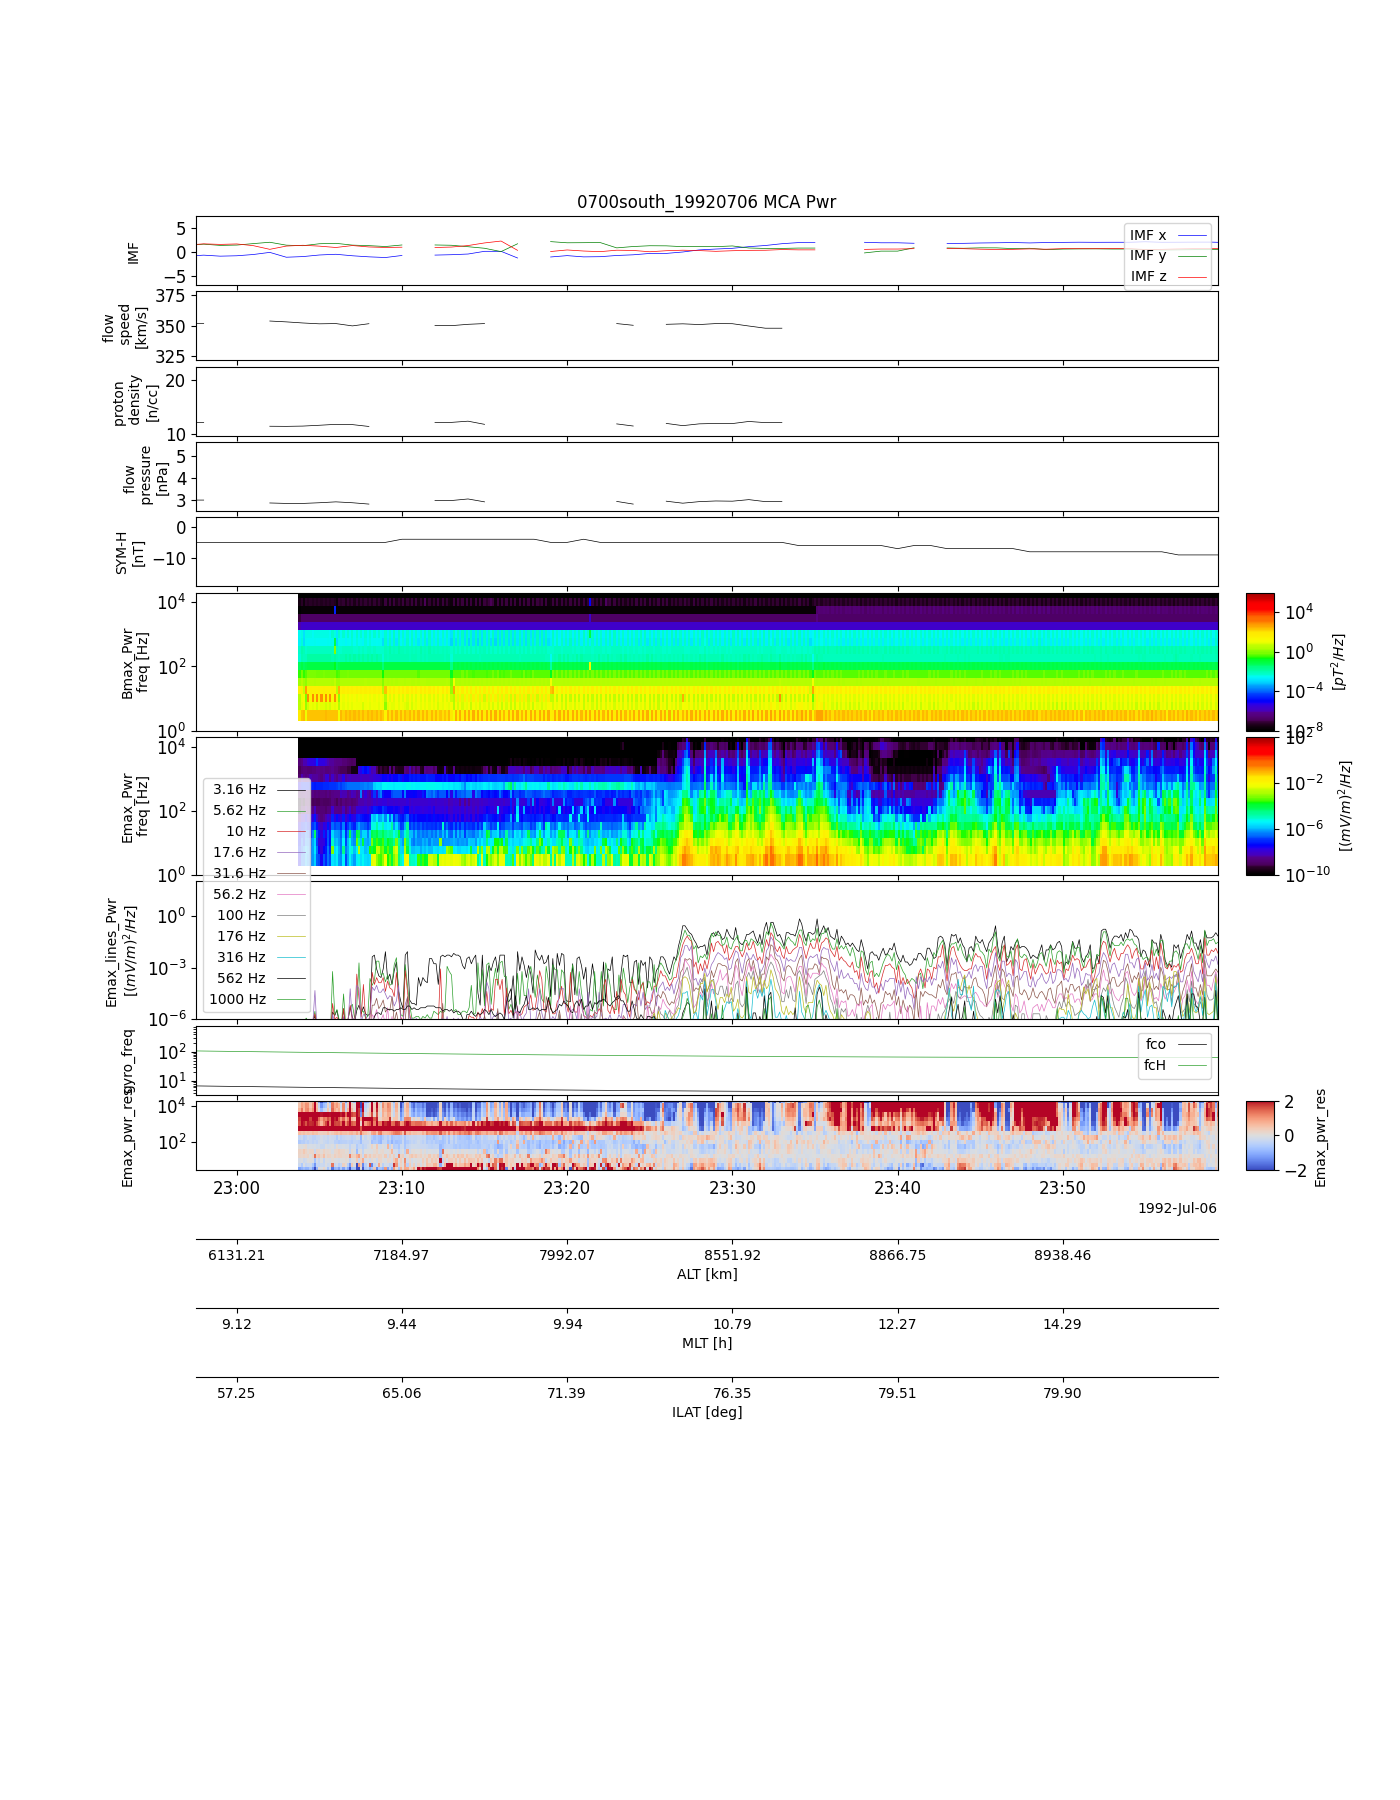 0700south_19920706 MCA Pwr
5
0
−5
IMF
IMF x
IMF y
IMF z
375
350
325
flow
speed
[km/s]
20
10
proton
density
[n/cc]
5
4
3
flow
pressure
[nPa]
0
−10
SYM-H
[nT]
10^4
10^2
10^0
Bmax_Pwr
freq [Hz]
10^4
10^0
10^−4
10^−8
[pT^2/Hz]
10^4
10^2
10^0
Emax_Pwr
freq [Hz]
10^2
10^−2
10^−6
10^−10
[(mV/m)^2/Hz]
3.16 Hz
5.62 Hz
10 Hz
17.6 Hz
31.6 Hz
56.2 Hz
100 Hz
176 Hz
316 Hz
562 Hz
1000 Hz
10^0
10^−3
10^−6
Emax_lines_Pwr
[(mV/m)^2/Hz]
10^2
10^1
gyro_freq
fco
fcH
10^4
10^2
Emax_pwr_res
2
0
−2
Emax_pwr_res
23:00 23:10 23:20 23:30 23:40 23:50
1992-Jul-06
6131.21 7184.97 7992.07 8551.92 8866.75 8938.46
ALT [km]
9.12 9.44 9.94 10.79 12.27 14.29
MLT [h]
57.25 65.06 71.39 76.35 79.51 79.90
ILAT [deg]